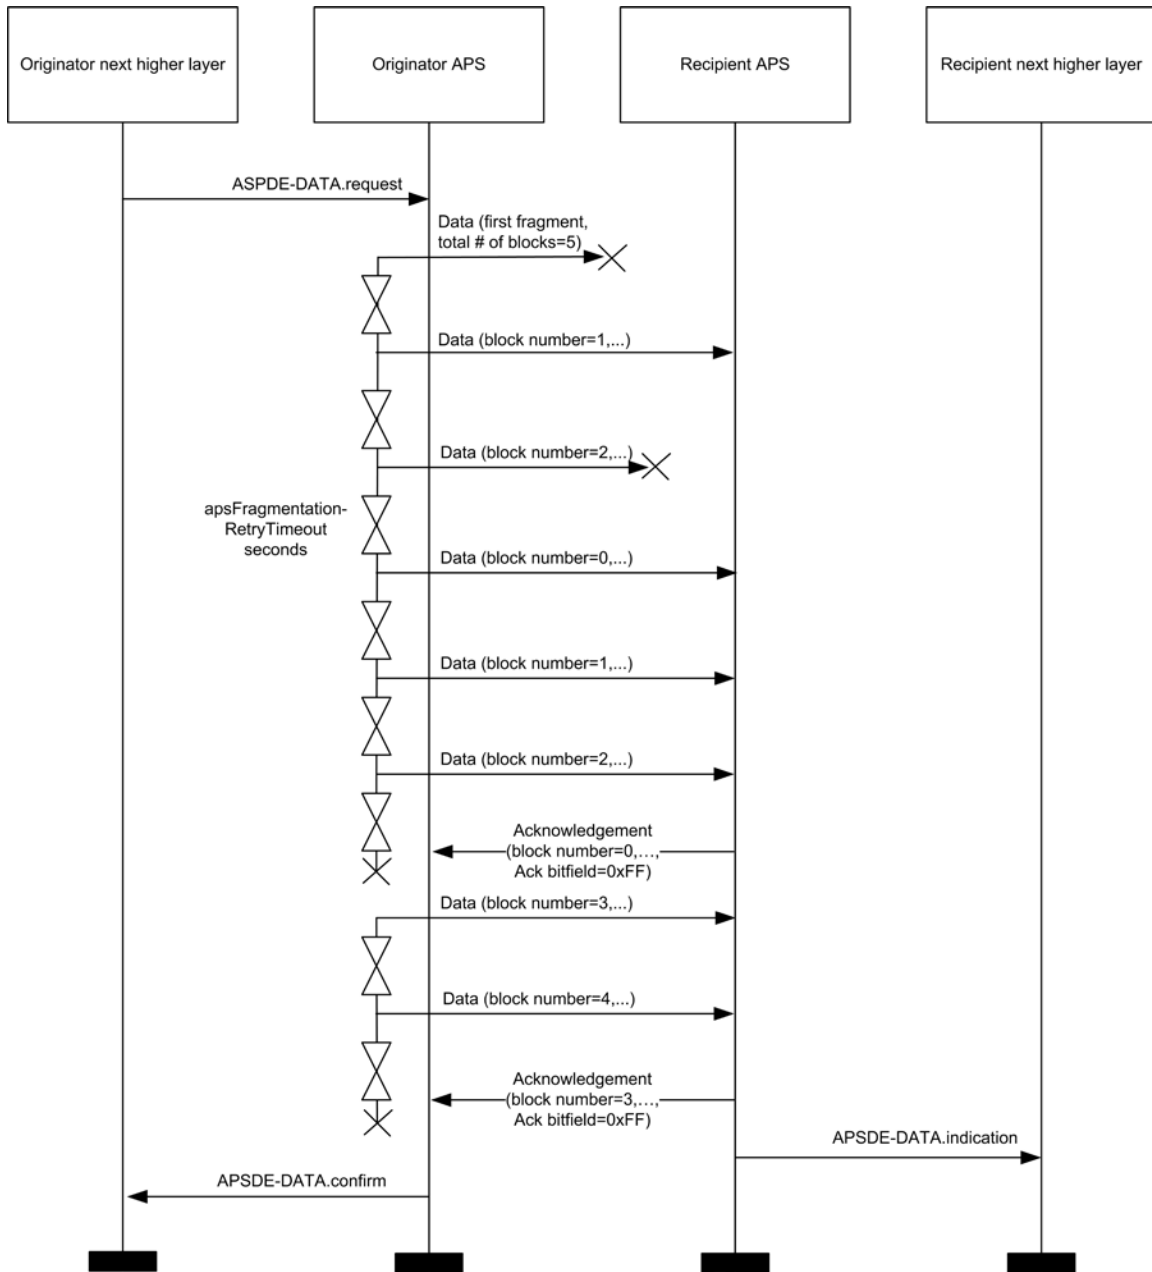 Originator next higher layer
Originator APS
Recipient APS
Recipient next higher layer
ASPDE-DATA.request
Data (first fragment,
total # of blocks=5)
Data (block number=1,...)
Data (block number=2,...)
apsFragmentation-
RetryTimeout
seconds
Data (block number=0,...)
Data (block number=1,...)
Data (block number=2,...)
Acknowledgement
(block number=0,…,
Ack bitfield=0xFF)
Data (block number=3,...)
Data (block number=4,...)
Acknowledgement
(block number=3,…,
Ack bitfield=0xFF)
APSDE-DATA.indication
APSDE-DATA.confirm